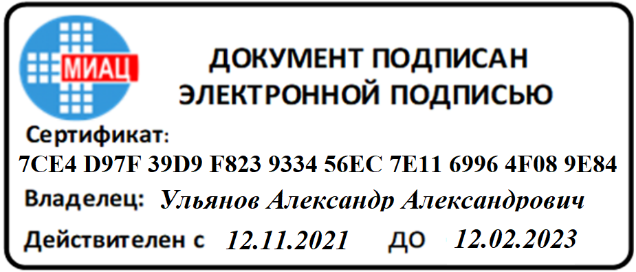 МИАЦ
ДОКУМЕНТ ПОДПИСАН
ЭЛЕКТРОННОЙ ПОДПИСЬЮ
Сертификат:
7CE4 D97F 39D9 F823 9334 56EC 7E11 6996 4F08 9E84
Владелец: Ульянов Александр Александрович
Действителен с 12.11.2021 ДО 12.02.2023